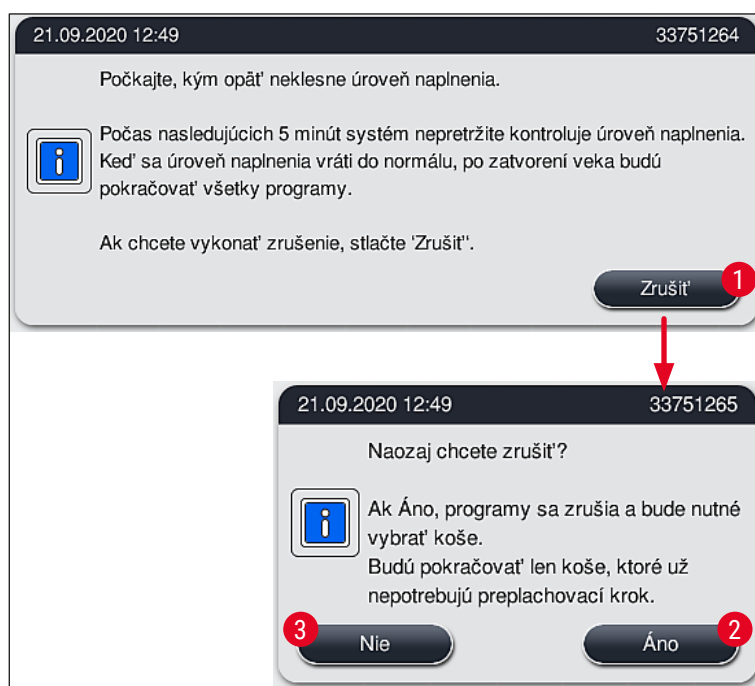 21.09.2020 12:49 33751264
Počkajte, kým opäť neklesne úroveň naplnenia.
Počas nasledujúcich 5 minút systém nepretržite kontroluje úroveň naplnenia.
Keď sa úroveň naplnenia vráti do normálu, po zatvorení veka budú
pokračovať všetky programy.
Ak chcete vykonať zrušenie, stlačte 'Zrušiť''.
Zrušiť 1
21.09.2020 12:49 33751265
Naozaj chcete zrušiť?
Ak Áno, programy sa zrušia a bude nutné
vybrať koše.
Budú pokračovať len koše, ktoré už
nepotrebujú preplachovací krok.
3 Nie Áno 2